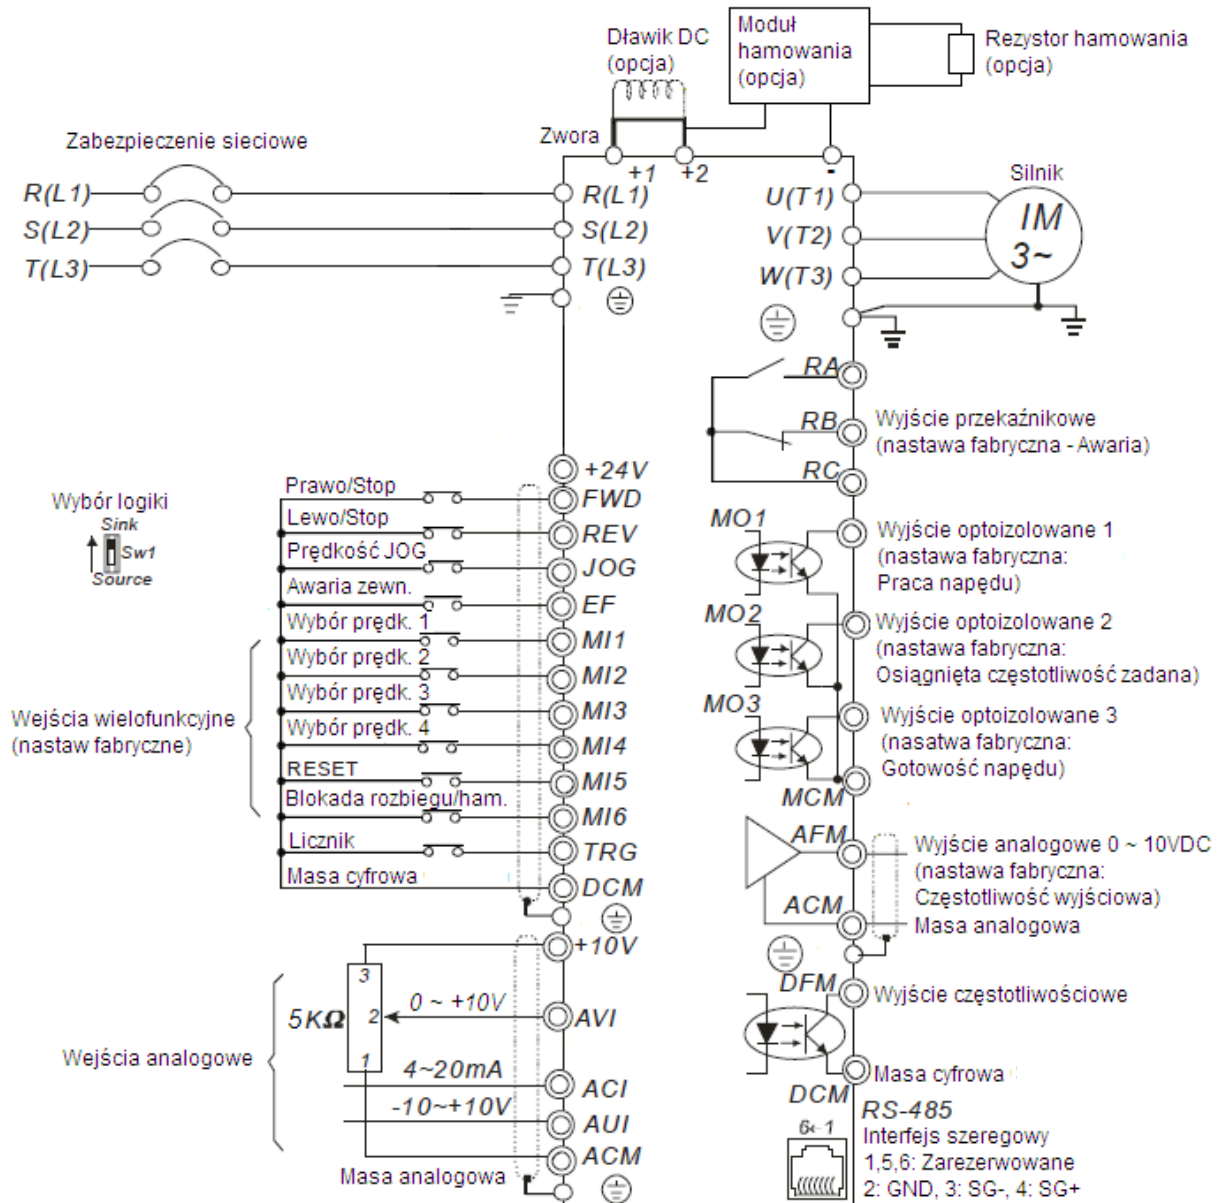 Dławik DC
(opcja)
Moduł
hamowania
(opcja)
Rezystor hamowania
(opcja)
Zabezpieczenie sieciowe
Zwora
+1
+2
-
Silnik
R(L1)
R(L1)
U(T1)
IM
3~
S(L2)
S(L2)
V(T2)
T(L3)
T(L3)
W(T3)
RA
RB
Wyjście przekaźnikowe
(nastawa fabryczna - Awaria)
RC
+24V
Wybór logiki
Sink
Sw1
Source
Prawo/Stop
FWD
Lewo/Stop
REV
Prędkość JOG
JOG
Awaria zewn.
EF
Wybór prędk. 1
MI1
Wybór prędk. 2
MI2
Wybór prędk. 3
MI3
Wybór prędk. 4
MI4
RESET
MI5
Blokada rozbiegu/ham.
MI6
Licznik
TRG
Masa cyfrowa
DCM
Wejścia wielofunkcyjne
(nastaw fabryczne)
MO1
Wyjście optoizolowane 1
(nastawa fabryczna:
Praca napędu)
MO2
Wyjście optoizolowane 2
(nastawa fabryczna:
Osiągnięta częstotliwość zadana)
MO3
Wyjście optoizolowane 3
(nasatwa fabryczna:
Gotowość napędu)
MCM
AFM
Wyjście analogowe 0 ~ 10VDC
(nastawa fabryczna:
Częstotliwość wyjściowa)
ACM
Masa analogowa
+10V
3
5KΩ
2
0 ~ +10V
AVI
1
Wejścia analogowe
4~20mA
ACI
-10~+10V
AUI
ACM
Masa analogowa
DFM
Wyjście częstotliwościowe
Masa cyfrowa
DCM
RS-485
6←1
Interfejs szeregowy
1,5,6: Zarezerwowane
2: GND, 3: SG-, 4: SG+